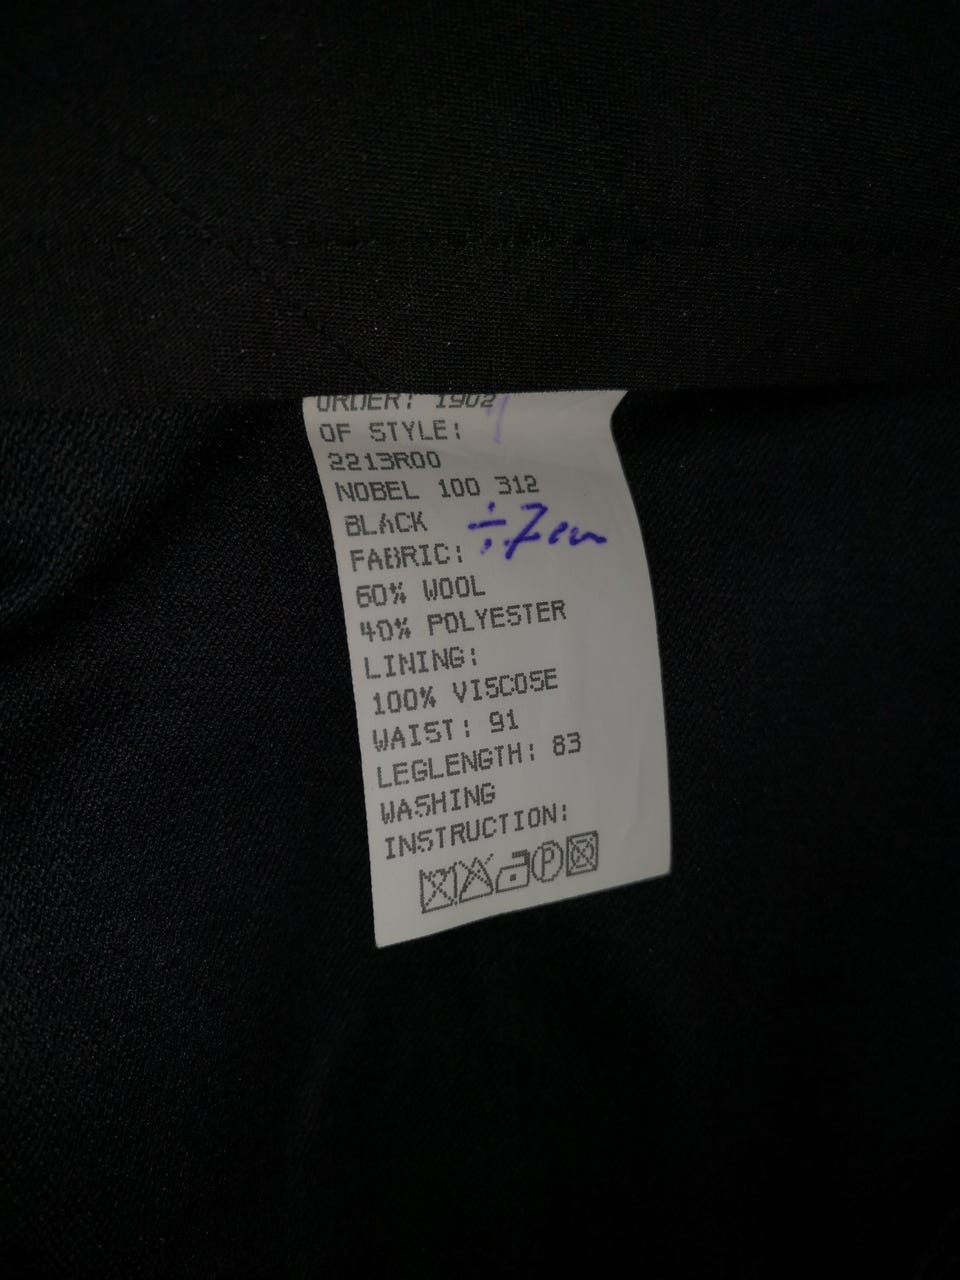 ORDER: 1902
OF STYLE:
2213R00
NOBEL 100 312
BLACK
÷7cm
FABRIC:
60% WOOL
40% POLYESTER
LINING:
100% VISCOSE
WAIST: 91
LEGLENGTH: 83
WASHING
INSTRUCTION:
P